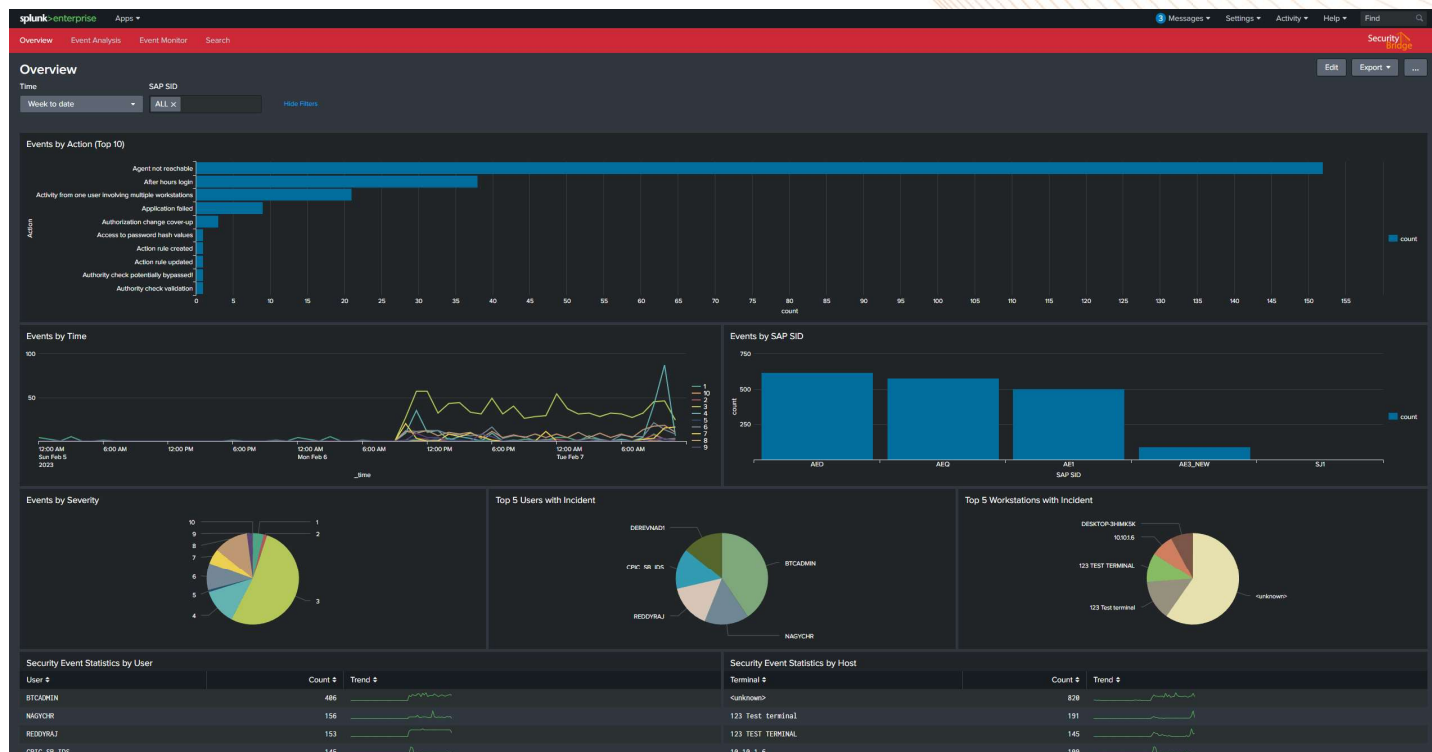 splunk>enterprise Apps 3 Messages Settings Activity Help Find
Overview Event Analysis Event Monitor Search
Security Bridge
Overview
Edit Export ...
Time SAP SID
Week to date ALL × Hide Filters
Events by Action (Top 10)
Agent not reachable
After hours login
Activity from one user involving multiple workstations
Application failed
Authorization change cover-up
Access to password hash values
Action rule created
Action rule updated
Authority check potentially bypassed!
Authority check validation
Action
0 5 10 15 20 25 30 35 40 45 50 55 60 65 70 75 80 85 90 95 100 105 110 115 120 125 130 135 140 145 150 155
count
count
Events by Time
100
50
12:00 AM 6:00 AM 12:00 PM 6:00 PM 12:00 AM 6:00 AM 12:00 PM 6:00 PM 12:00 AM 6:00 AM
Sun Feb 5 Mon Feb 6 Tue Feb 7
2023
_time
1
10
2
3
4
5
6
7
8
9
Events by SAP SID
750
500
250
count
AEO AEQ AE1 AE3_NEW SJ1
SAP SID
count
Events by Severity
10
9
8
7
6
5
4
1
2
3
Top 5 Users with Incident
DEREVNAD1
CPIC_SB_IDS
REDDYRAJ
BTCADMIN
NAGYCHR
Top 5 Workstations with Incident
DESKTOP-3HIMK5K
10.10.1.6
123 TEST TERMINAL
123 Test terminal
<unknown>
Security Event Statistics by User
User Count Trend
BTCADMIN 406
NAGYCHR 156
REDDYRAJ 153
CPIC_SB_IDS 145
Security Event Statistics by Host
Terminal Count Trend
<unknown> 820
123 Test terminal 191
123 TEST TERMINAL 145
10.10.1.6 109